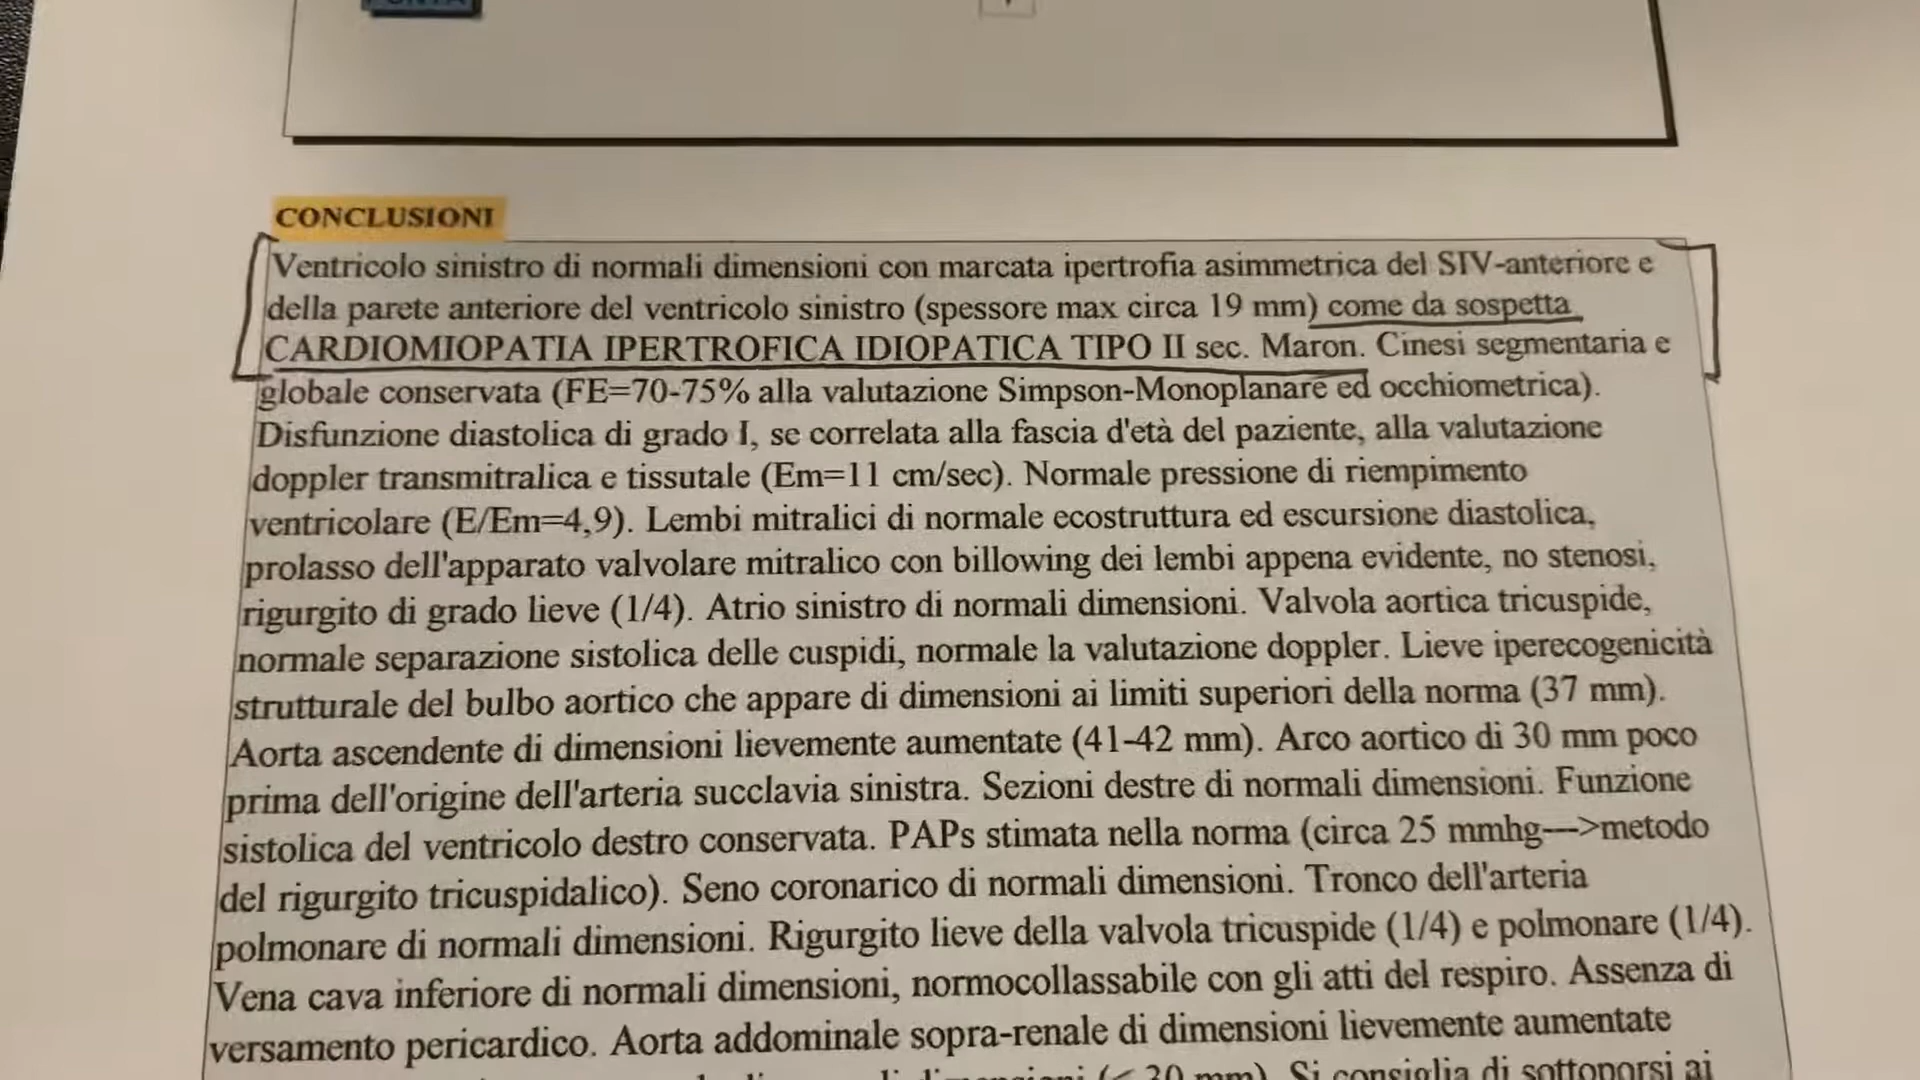 CONCLUSIONI
Ventricolo sinistro di normali dimensioni con marcata ipertrofia asimmetrica del SIV-anteriore e
della parete anteriore del ventricolo sinistro (spessore max circa 19 mm) come da sospetta
CARDIOMIOPATIA IPERTROFICA IDIOPATICA TIPO II sec. Maron. Cinesi segmentaria e
globale conservata (FE=70-75% alla valutazione Simpson-Monoplanare ed occhiometrica).
Disfunzione diastolica di grado I, se correlata alla fascia d'età del paziente, alla valutazione
doppler transmitralica e tissutale (Em=11 cm/sec). Normale pressione di riempimento
ventricolare (E/Em=4,9). Lembi mitralici di normale ecostruttura ed escursione diastolica,
prolasso dell'apparato valvolare mitralico con billowing dei lembi appena evidente, no stenosi,
rigurgito di grado lieve (1/4). Atrio sinistro di normali dimensioni. Valvola aortica tricuspide,
normale separazione sistolica delle cuspidi, normale la valutazione doppler. Lieve iperecogenicità
strutturale del bulbo aortico che appare di dimensioni ai limiti superiori della norma (37 mm).
Aorta ascendente di dimensioni lievemente aumentate (41-42 mm). Arco aortico di 30 mm poco
prima dell'origine dell'arteria succlavia sinistra. Sezioni destre di normali dimensioni. Funzione
sistolica del ventricolo destro conservata. PAPs stimata nella norma (circa 25 mmhg--->metodo
del rigurgito tricuspidalico). Seno coronarico di normali dimensioni. Tronco dell'arteria
polmonare di normali dimensioni. Rigurgito lieve della valvola tricuspide (1/4) e polmonare (1/4).
Vena cava inferiore di normali dimensioni, normocollassabile con gli atti del respiro. Assenza di
versamento pericardico. Aorta addominale sopra-renale di dimensioni lievemente aumentate
(< 20 mm). Si consiglia di sottoporsi ai